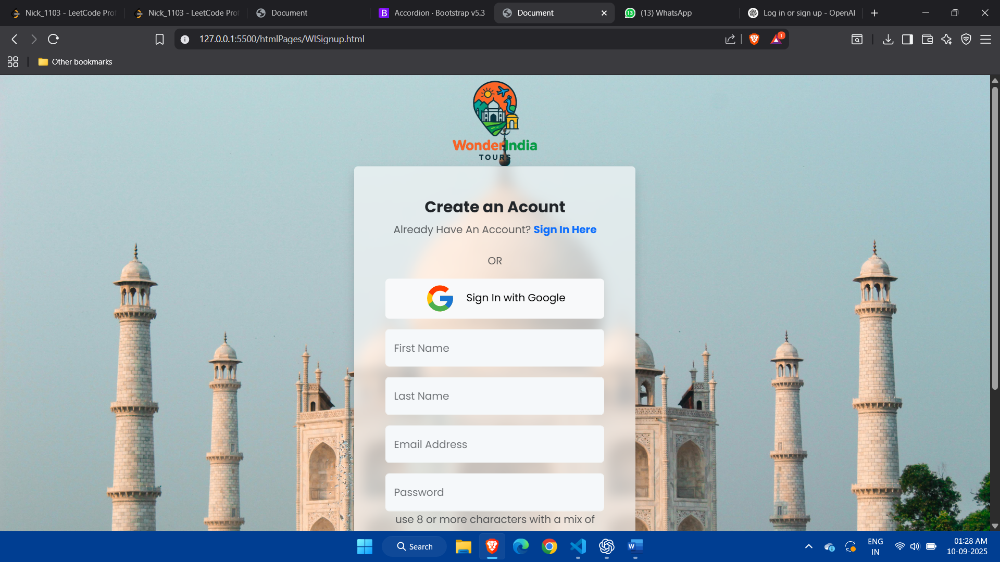 Nick_1103 - LeetCode Prof
Nick_1103 - LeetCode Prof
Document
B
Accordion · Bootstrap v5.3
Document
13
(13) WhatsApp
Log in or sign up - OpenAI
127.0.0.1:5500/htmlPages/WISignup.html
1
Other bookmarks
WonderIndia
TOURS
Create an Acount
Already Have An Account? Sign In Here
OR
Sign In with Google
First Name
Last Name
Email Address
Password
use 8 or more characters with a mix of
Search
W
ENG
IN
01:28 AM
10-09-2025